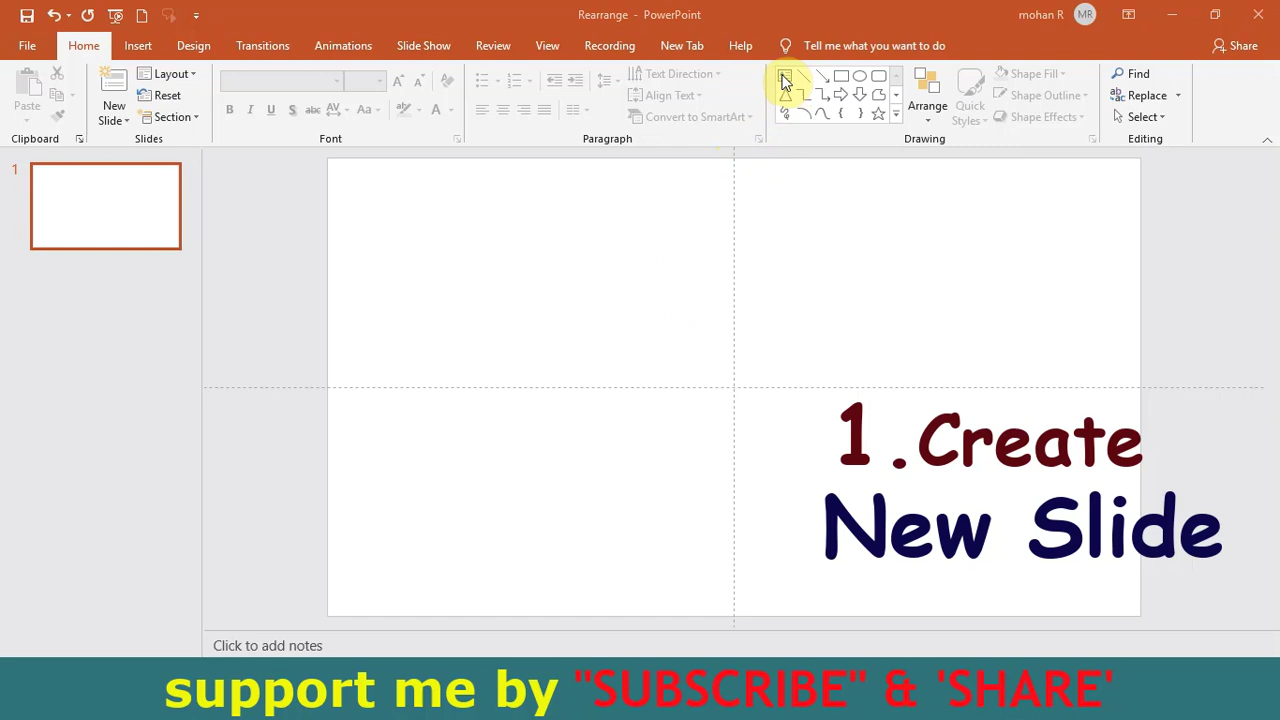 Rearrange - PowerPoint
mohan R MR
File Home Insert Design Transitions Animations Slide Show Review View Recording New Tab Help Tell me what you want to do Share
Paste New Slide Layout Reset Section
B I U S abc AV Aa A
Text Direction Align Text Convert to SmartArt
Arrange Quick Styles Shape Fill Shape Outline Shape Effects
Find Replace Select
Clipboard Slides Font Paragraph Drawing Editing
1
1.Create
New Slide
Click to add notes
support me by "SUBSCRIBE" & 'SHARE'